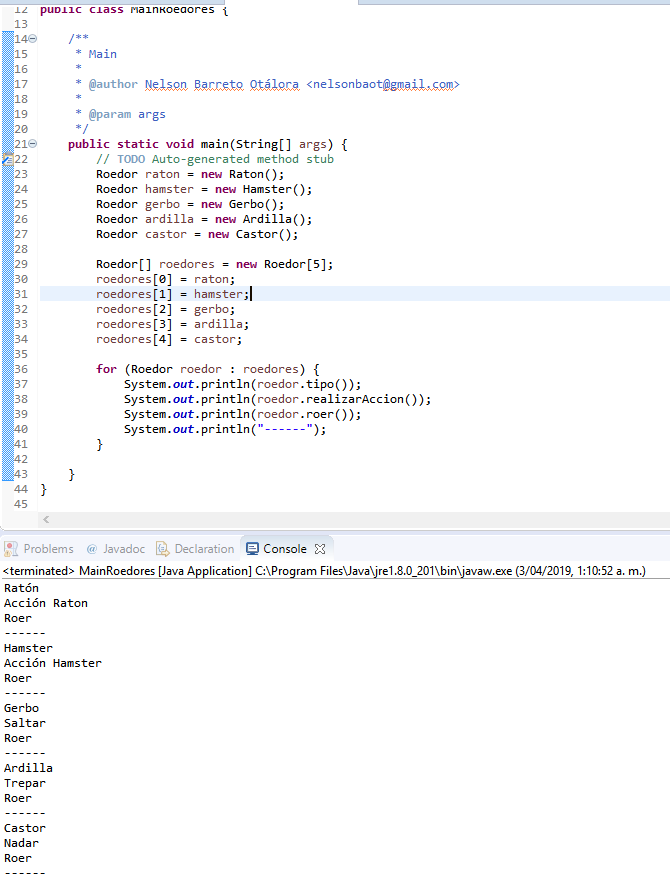 12 public class MainRoedores {
13
14 /**
15 * Main
16 *
17 * @author Nelson Barreto Otálora <nelsonbaot@gmail.com>
18 *
19 * @param args
20 */
21 public static void main(String[] args) {
22 // TODO Auto-generated method stub
23 Roedor raton = new Raton();
24 Roedor hamster = new Hamster();
25 Roedor gerbo = new Gerbo();
26 Roedor ardilla = new Ardilla();
27 Roedor castor = new Castor();
28
29 Roedor[] roedores = new Roedor[5];
30 roedores[0] = raton;
31 roedores[1] = hamster;
32 roedores[2] = gerbo;
33 roedores[3] = ardilla;
34 roedores[4] = castor;
35
36 for (Roedor roedor : roedores) {
37 System.out.println(roedor.tipo());
38 System.out.println(roedor.realizarAccion());
39 System.out.println(roedor.roer());
40 System.out.println("------");
41 }
42
43 }
44 }
45
Problems @ Javadoc Declaration Console
<terminated> MainRoedores [Java Application] C:\Program Files\Java\jre1.8.0_201\bin\javaw.exe (3/04/2019, 1:10:52 a. m.)
Ratón
Acción Raton
Roer
------
Hamster
Acción Hamster
Roer
------
Gerbo
Saltar
Roer
------
Ardilla
Trepar
Roer
------
Castor
Nadar
Roer
------